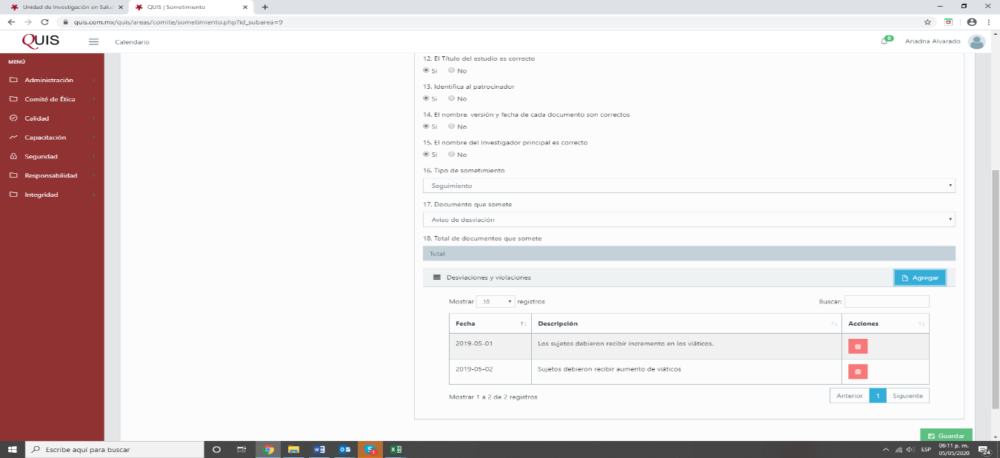 Unidad de Investigación en Salu
QUIS | Sometimiento
quis.com.mx/quis/areas/comite/sometimiento.php?id_subarea=9
QUIS
Calendario
0
Ariadna Alvarado
MENÚ
Administración
Comité de Ética
Calidad
Capacitación
Seguridad
Responsabilidad
Integridad
12. El Título del estudio es correcto
Si No
13. Identifica al patrocinador
Si No
14. El nombre, versión y fecha de cada documento son correctos
Si No
15. El nombre del Investigador principal es correcto
Si No
16. Tipo de sometimiento
Seguimiento
17. Documento que somete
Aviso de desviación
18. Total de documentos que somete
Total
Desviaciones y violaciones
Agregar
Mostrar 10 registros
Buscar:
Fecha Descripción Acciones
2019-05-01 Los sujetos debieron recibir incremento en los viáticos.
2019-05-02 Sujetos debieron recibir aumento de viáticos
Mostrar 1 a 2 de 2 registros
Anterior 1 Siguiente
Guardar
Escribe aquí para buscar
ESP
06:11 p. m.
05/05/2020
24